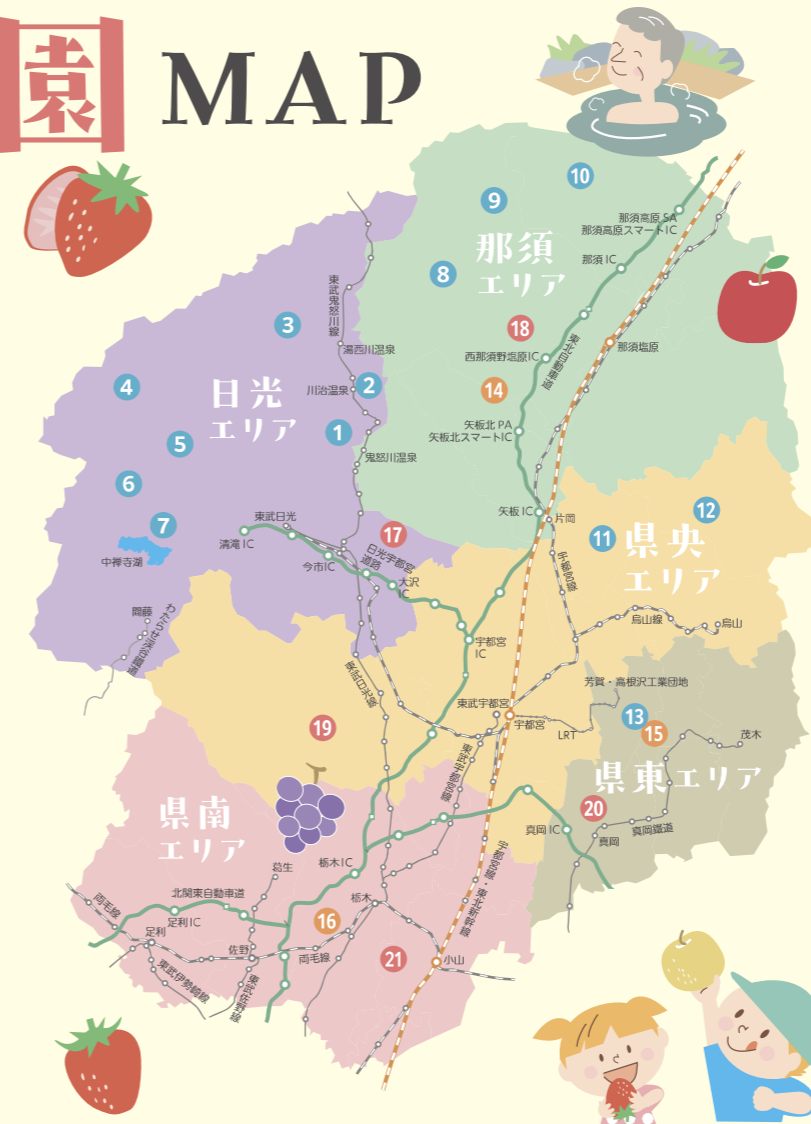 園 MAP
10
9
那須高原SA
那須高原スマートIC
那須
エリア
那須IC
8
東武鬼怒川線
3
18
東北自動車道
那須塩原
湯西川温泉
西那須野塩原IC
4
川治温泉
2
14
日光
エリア
矢板北PA
矢板北スマートIC
1
5
鬼怒川温泉
6
12
矢板IC
片岡
東武日光
7
17
11
県央
エリア
清滝IC
日光宇都宮
道路
宇都宮線
中禅寺湖
今市IC
大沢
IC
間藤
わたらせ渓谷鐵道
烏山線
烏山
宇都宮
IC
東武日光線
芳賀・高根沢工業団地
東武宇都宮
13
宇都宮
LRT
15
茂木
19
東武宇都宮線
県東エリア
県南
エリア
20
真岡IC
真岡
真岡鐵道
栃木IC
葛生
宇都宮線・東北新幹線
両毛線
北関東自動車道
栃木
足利IC
16
足利
佐野
両毛線
21
小山
東武伊勢崎線
東武佐野線